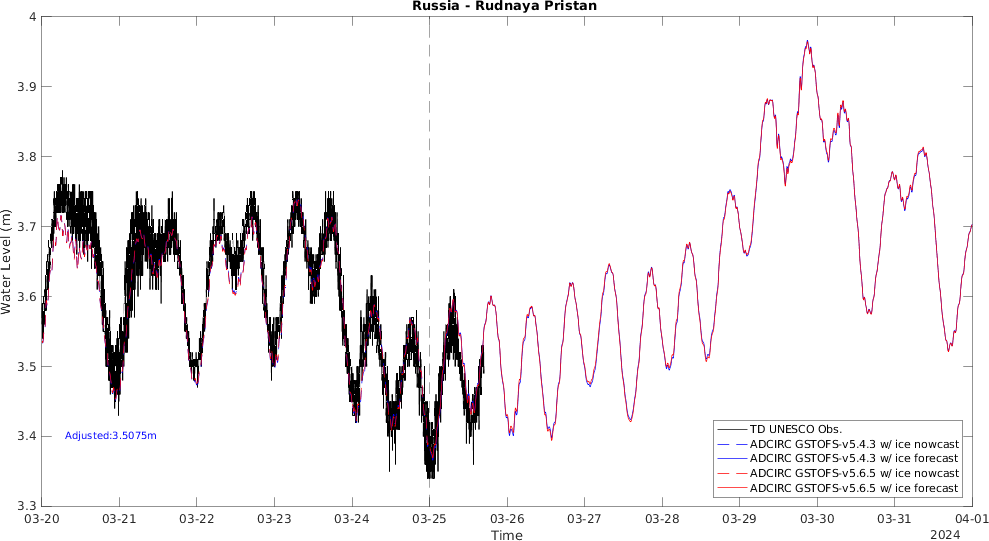 Russia - Rudnaya Pristan
4
3.9
3.8
3.7
3.6
3.5
3.4
3.3
Water Level (m)
Adjusted:3.5075m
TD UNESCO Obs.
ADCIRC GSTOFS-v5.4.3 w/ ice nowcast
ADCIRC GSTOFS-v5.4.3 w/ ice forecast
ADCIRC GSTOFS-v5.6.5 w/ ice nowcast
ADCIRC GSTOFS-v5.6.5 w/ ice forecast
03-20 03-21 03-22 03-23 03-24 03-25 03-26 03-27 03-28 03-29 03-30 03-31 04-01
Time
2024